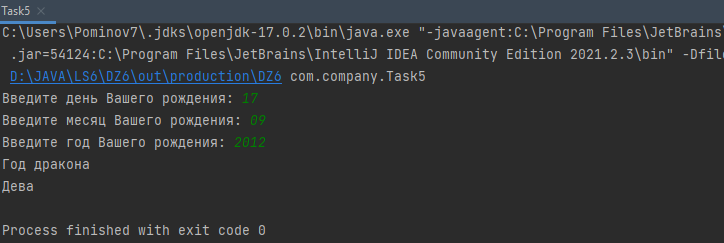 Task5 ×
C:\Users\Pominov7\.jdks\openjdk-17.0.2\bin\java.exe "-javaagent:C:\Program Files\JetBrains\
.jar=54124:C:\Program Files\JetBrains\IntelliJ IDEA Community Edition 2021.2.3\bin" -Dfile
D:\JAVA\LS6\DZ6\out\production\DZ6 com.company.Task5
Введите день Вашего рождения: 17
Введите месяц Вашего рождения: 09
Введите год Вашего рождения: 2012
Год дракона
Дева
Process finished with exit code 0